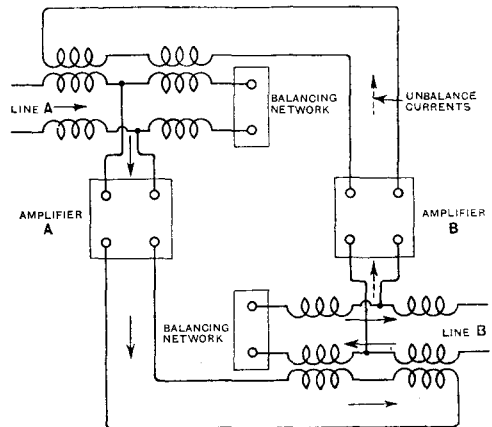 LINE A
BALANCING
NETWORK
UNBALANCE
CURRENTS
AMPLIFIER
A
AMPLIFIER
B
BALANCING
NETWORK
LINE B